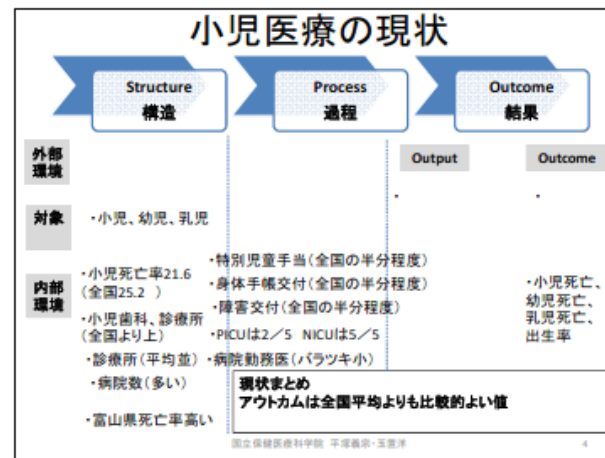 小児医療の現状
Structure
構造
Process
過程
Outcome
結果
外部
環境
Output
Outcome
・
・
対象
・小児、幼児、乳児
内部
環境
・小児死亡率21.6
(全国25.2 )
・小児歯科、診療所
(全国より上)
・診療所(平均並)
・病院数(多い)
・富山県死亡率高い
・特別児童手当(全国の半分程度)
・身体手帳交付(全国の半分程度)
・障害交付(全国の半分程度)
・PICUは2/5 NICUは5/5
・病院勤務医(バラツキ小)
・小児死亡、
幼児死亡、
乳児死亡、
出生率
現状まとめ
アウトカムは全国平均よりも比較的よい値
国立保健医療科学院 平塚義宗・玉置洋
4